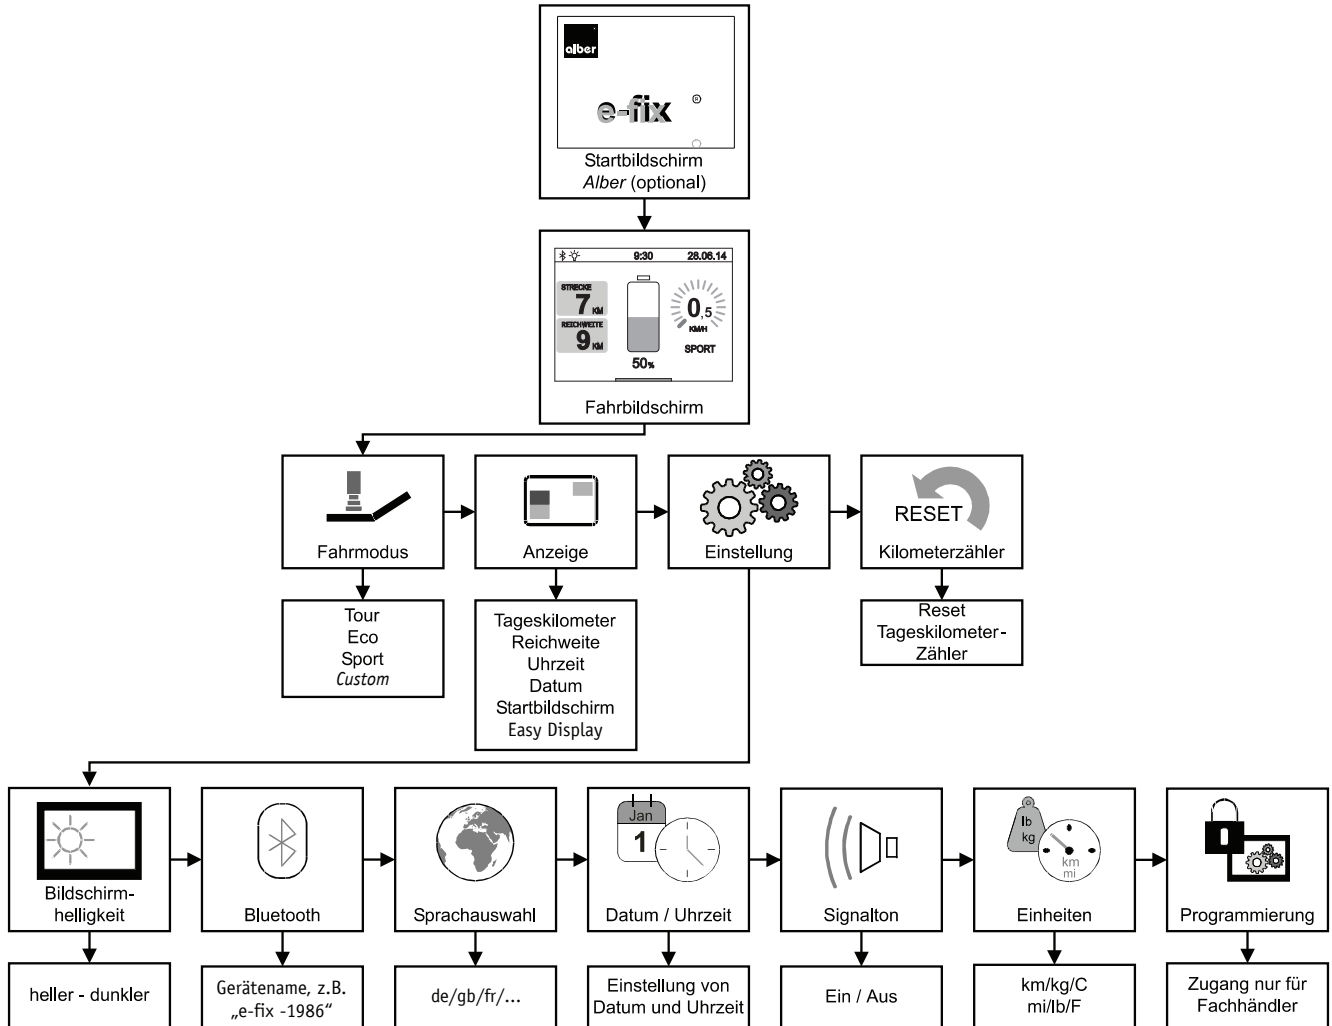 alber
e-fix ®
Startbildschirm
Alber (optional)
9:30 28.06.14
STRECKE
7 KM
REICHWEITE
9 KM
50%
0,5
KM/H
SPORT
Fahrbildschirm
Fahrmodus
Anzeige
Einstellung
RESET
Kilometerzähler
Tour
Eco
Sport
Custom
Tageskilometer
Reichweite
Uhrzeit
Datum
Startbildschirm
Easy Display
Reset
Tageskilometer-
Zähler
Bildschirm-
helligkeit
Bluetooth
Sprachauswahl
Jan
1
Datum / Uhrzeit
Signalton
lb
kg
km
mi
Einheiten
Programmierung
heller - dunkler
Gerätename, z.B.
„e-fix -1986“
de/gb/fr/...
Einstellung von
Datum und Uhrzeit
Ein / Aus
km/kg/C
mi/lb/F
Zugang nur für
Fachhändler